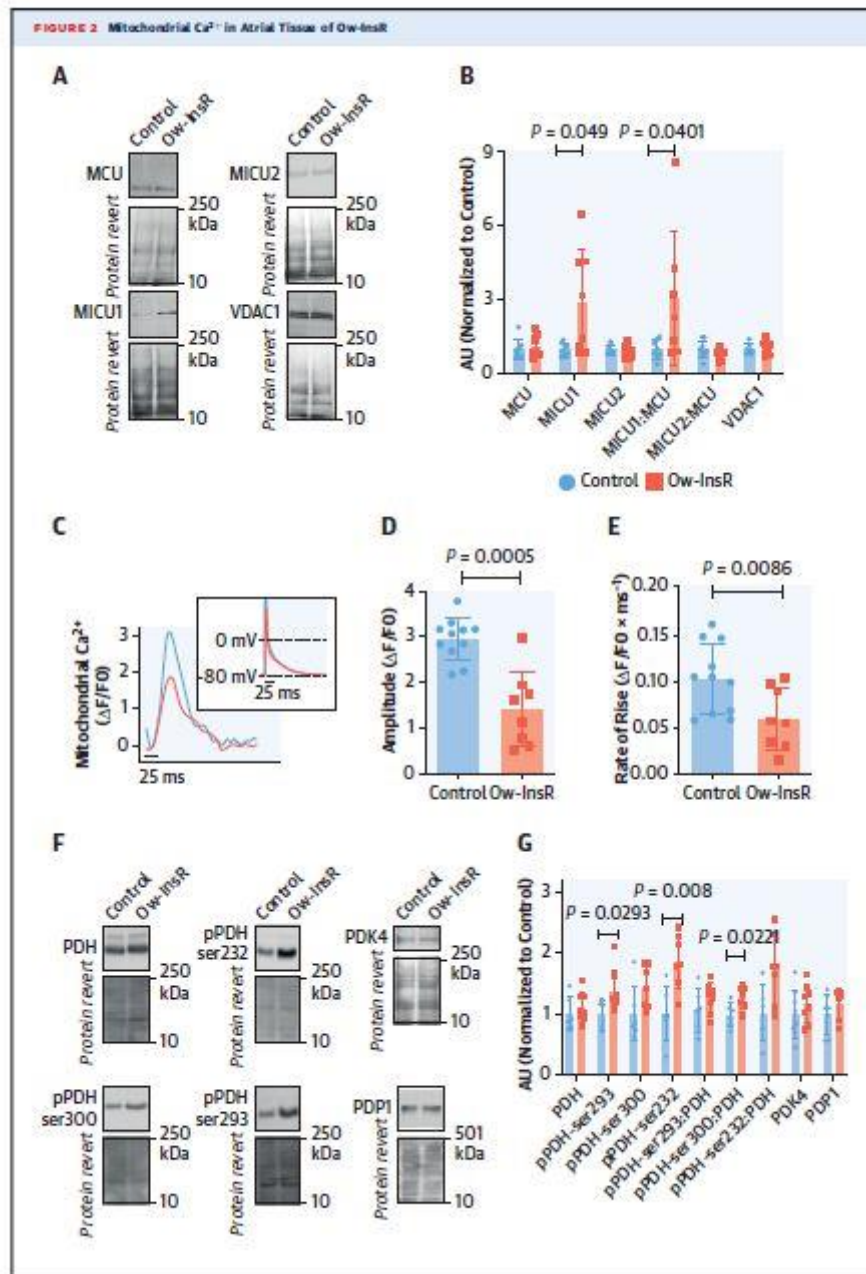 FIGURE 2 Mitochondrial Ca2+ in Atrial Tissue of Ow-InsR
A
Control
Ow-InsR
MCU
Protein revert
250
kDa
10
MICU1
Protein revert
250
kDa
10
Control
Ow-InsR
MICU2
Protein revert
250
kDa
10
VDAC1
Protein revert
250
kDa
10
B
P = 0.049
P = 0.0401
AU (Normalized to Control)
9
6
3
0
MCU
MICU1
MICU2
MICU1:MCU
MICU2:MCU
VDAC1
Control
Ow-InsR
C
Mitochondrial Ca2+
(ΔF/F0)
3
2
1
0
25 ms
0 mV
-80 mV
25 ms
D
P = 0.0005
Amplitude (ΔF/F0)
4
3
2
1
0
Control
Ow-InsR
E
P = 0.0086
Rate of Rise (ΔF/F0 × ms-1)
0.20
0.15
0.10
0.05
0.00
Control
Ow-InsR
F
Control
Ow-InsR
PDH
Protein revert
250
kDa
10
Control
Ow-InsR
pPDH
ser232
Protein revert
250
kDa
10
Control
Ow-InsR
PDK4
Protein revert
250
kDa
10
pPDH
ser300
Protein revert
250
kDa
10
pPDH
ser293
Protein revert
250
kDa
10
PDP1
Protein revert
501
kDa
10
G
P = 0.0293
P = 0.008
P = 0.0221
AU (Normalized to Control)
3
2
1
0
PDH
pPDH-ser293
pPDH-ser300
pPDH-ser232
pPDH-ser293:PDH
pPDH-ser300:PDH
pPDH-ser232:PDH
PDK4
PDP1